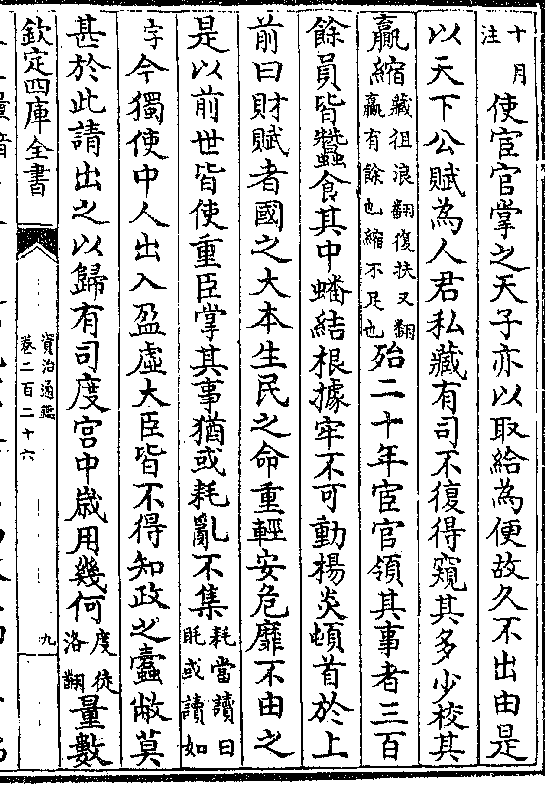 十月注使宦官掌之天子亦以取給為便故久不出由是
以天下公賦為人君私藏有司不復得窺其多少校其
贏縮藏徂浪翻復扶又翻贏有餘也縮不足也殆二十年宦官領其事者三百
餘員皆蠶食其中蟠結根據牢不可動揚炎頓首於上
前曰財賦者國之大本生民之命重輕安危靡不由之
是以前世皆使重臣掌其事猶或耗亂不集耗當讀曰眊或讀如
字今獨使中人出入盈虛大臣皆不得知政之蠹敝莫
甚於此請出之以歸有司度宮中歲用幾何度徒洛翻量數
欽定四庫全書
資治通鑑
卷二百二十六
九